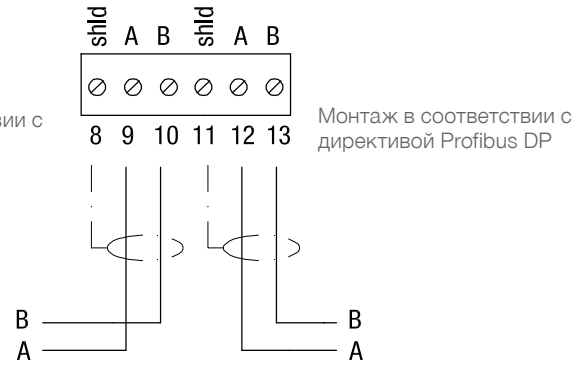 shld A B shld A B
8 9 10 11 12 13
с
Монтаж в соответствии с
директивой Profibus DP
B B
A A